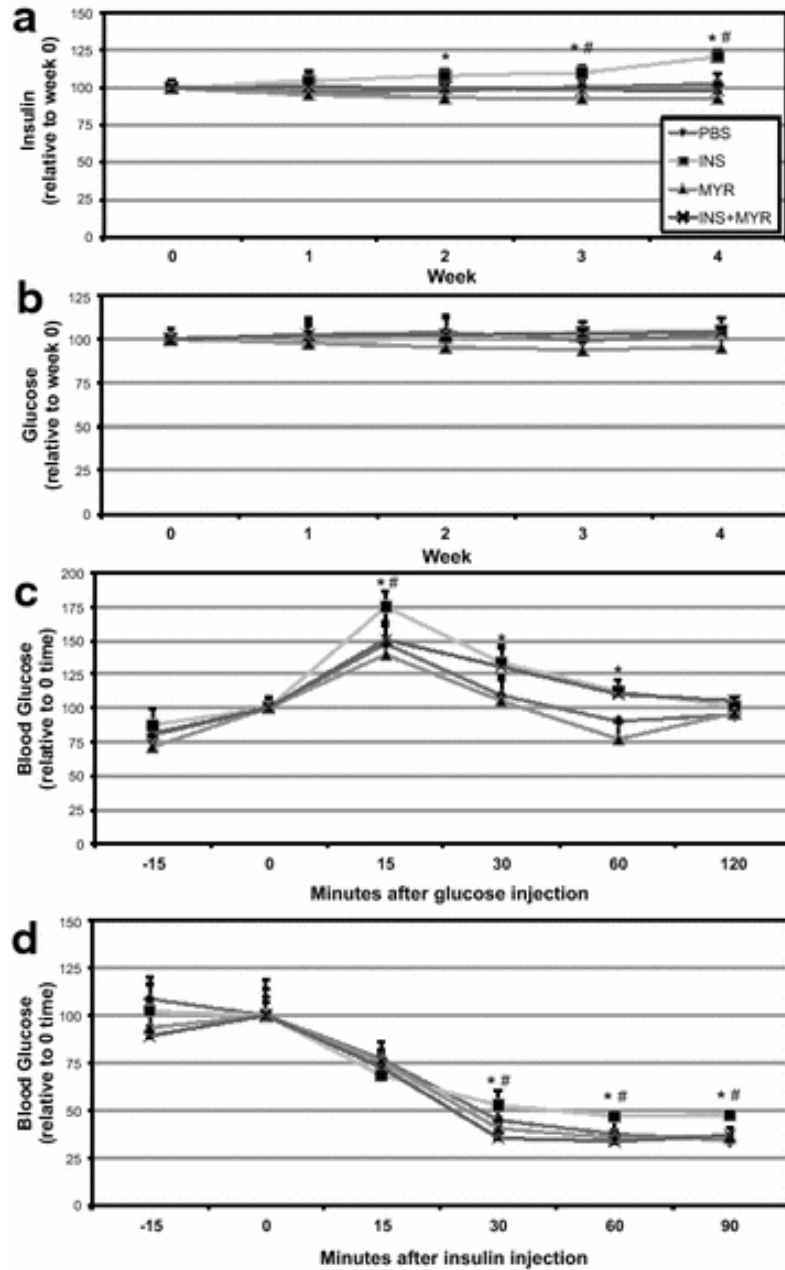 a
Insulin
(relative to week 0)
150
125
100
75
50
25
0
* 
* #
* #
PBS
INS
MYR
INS+MYR
0 1 2 3 4
Week
b
Glucose
(relative to week 0)
125
100
75
50
25
0
0 1 2 3 4
Week
c
Blood Glucose
(relative to 0 time)
200
175
150
125
100
75
50
25
0
* #
*
*
-15 0 15 30 60 120
Minutes after glucose injection
d
Blood Glucose
(relative to 0 time)
150
125
100
75
50
25
0
* # * # * #
-15 0 15 30 60 90
Minutes after insulin injection